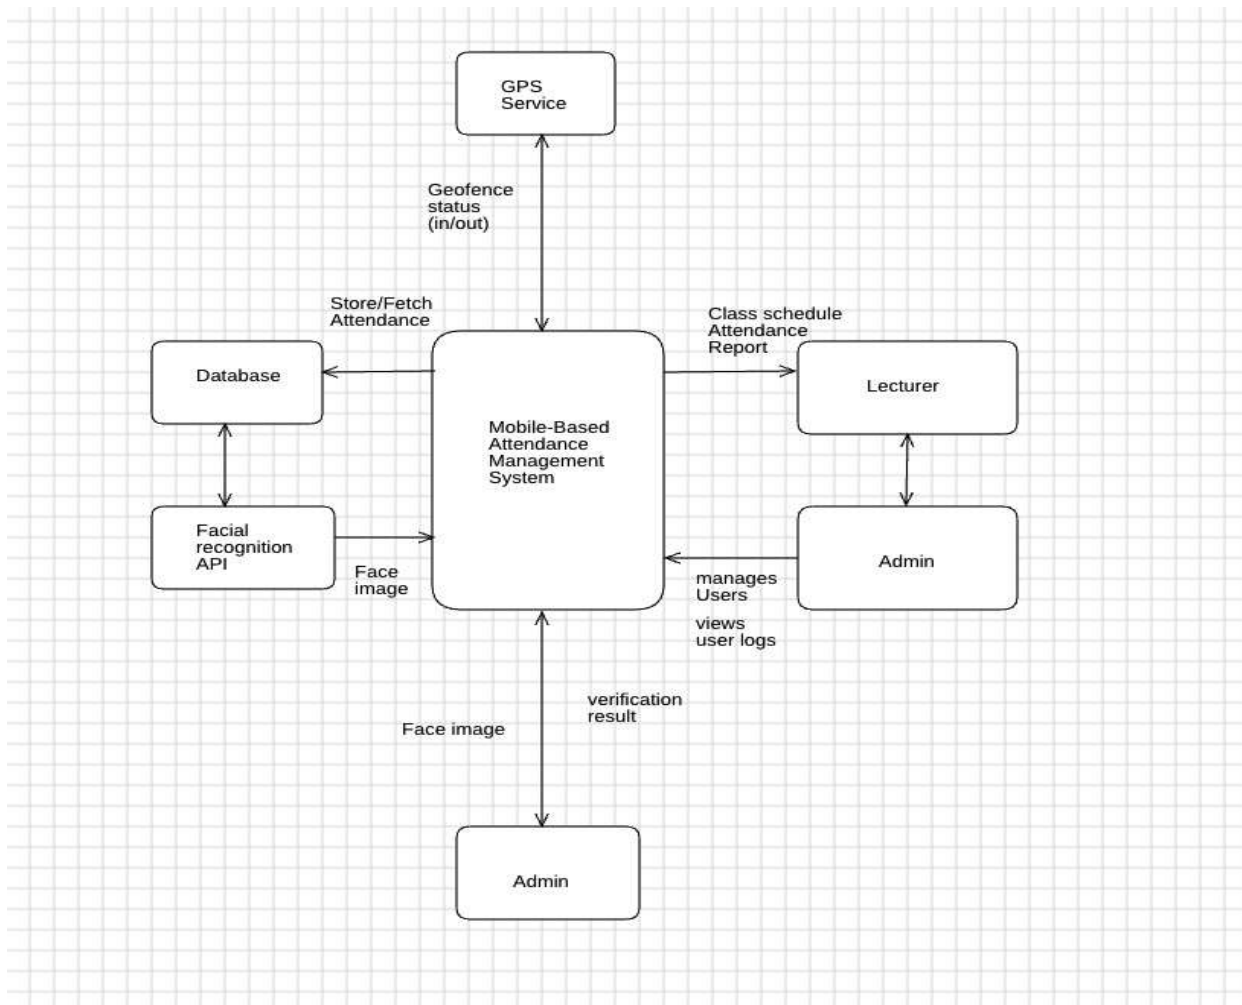 GPS
Service
Geofence
status
(in/out)
Store/Fetch
Attendance
Class schedule
Attendance
Report
Database
Lecturer
Mobile-Based
Attendance
Management
System
Facial
recognition
API
Admin
Face
image
manages
Users
views
user logs
verification
result
Face image
Admin